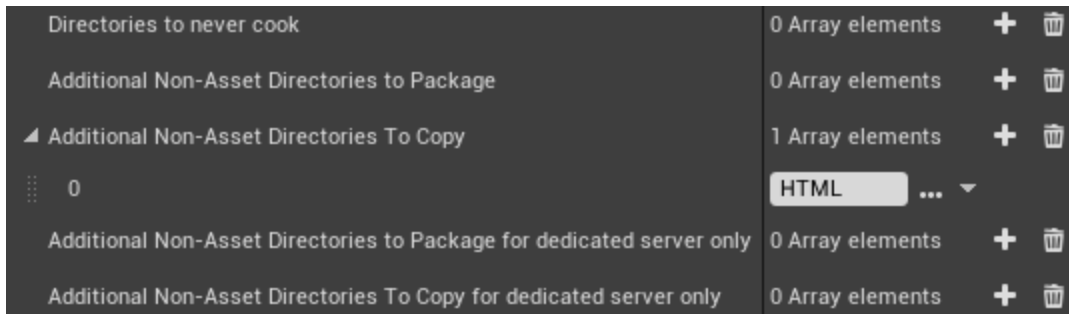 Directories to never cook 0 Array elements
Additional Non-Asset Directories to Package 0 Array elements
Additional Non-Asset Directories To Copy 1 Array elements
0 HTML ...
Additional Non-Asset Directories to Package for dedicated server only 0 Array elements
Additional Non-Asset Directories To Copy for dedicated server only 0 Array elements